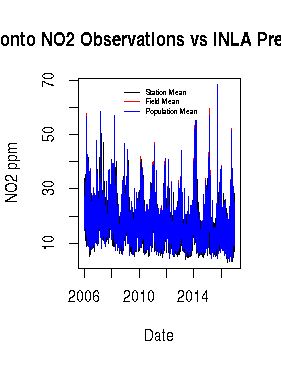 onto NO2 Observations vs INLA Pre
Station Mean
Field Mean
Population Mean
NO2 ppm
70
50
30
10
2006 2010 2014
Date